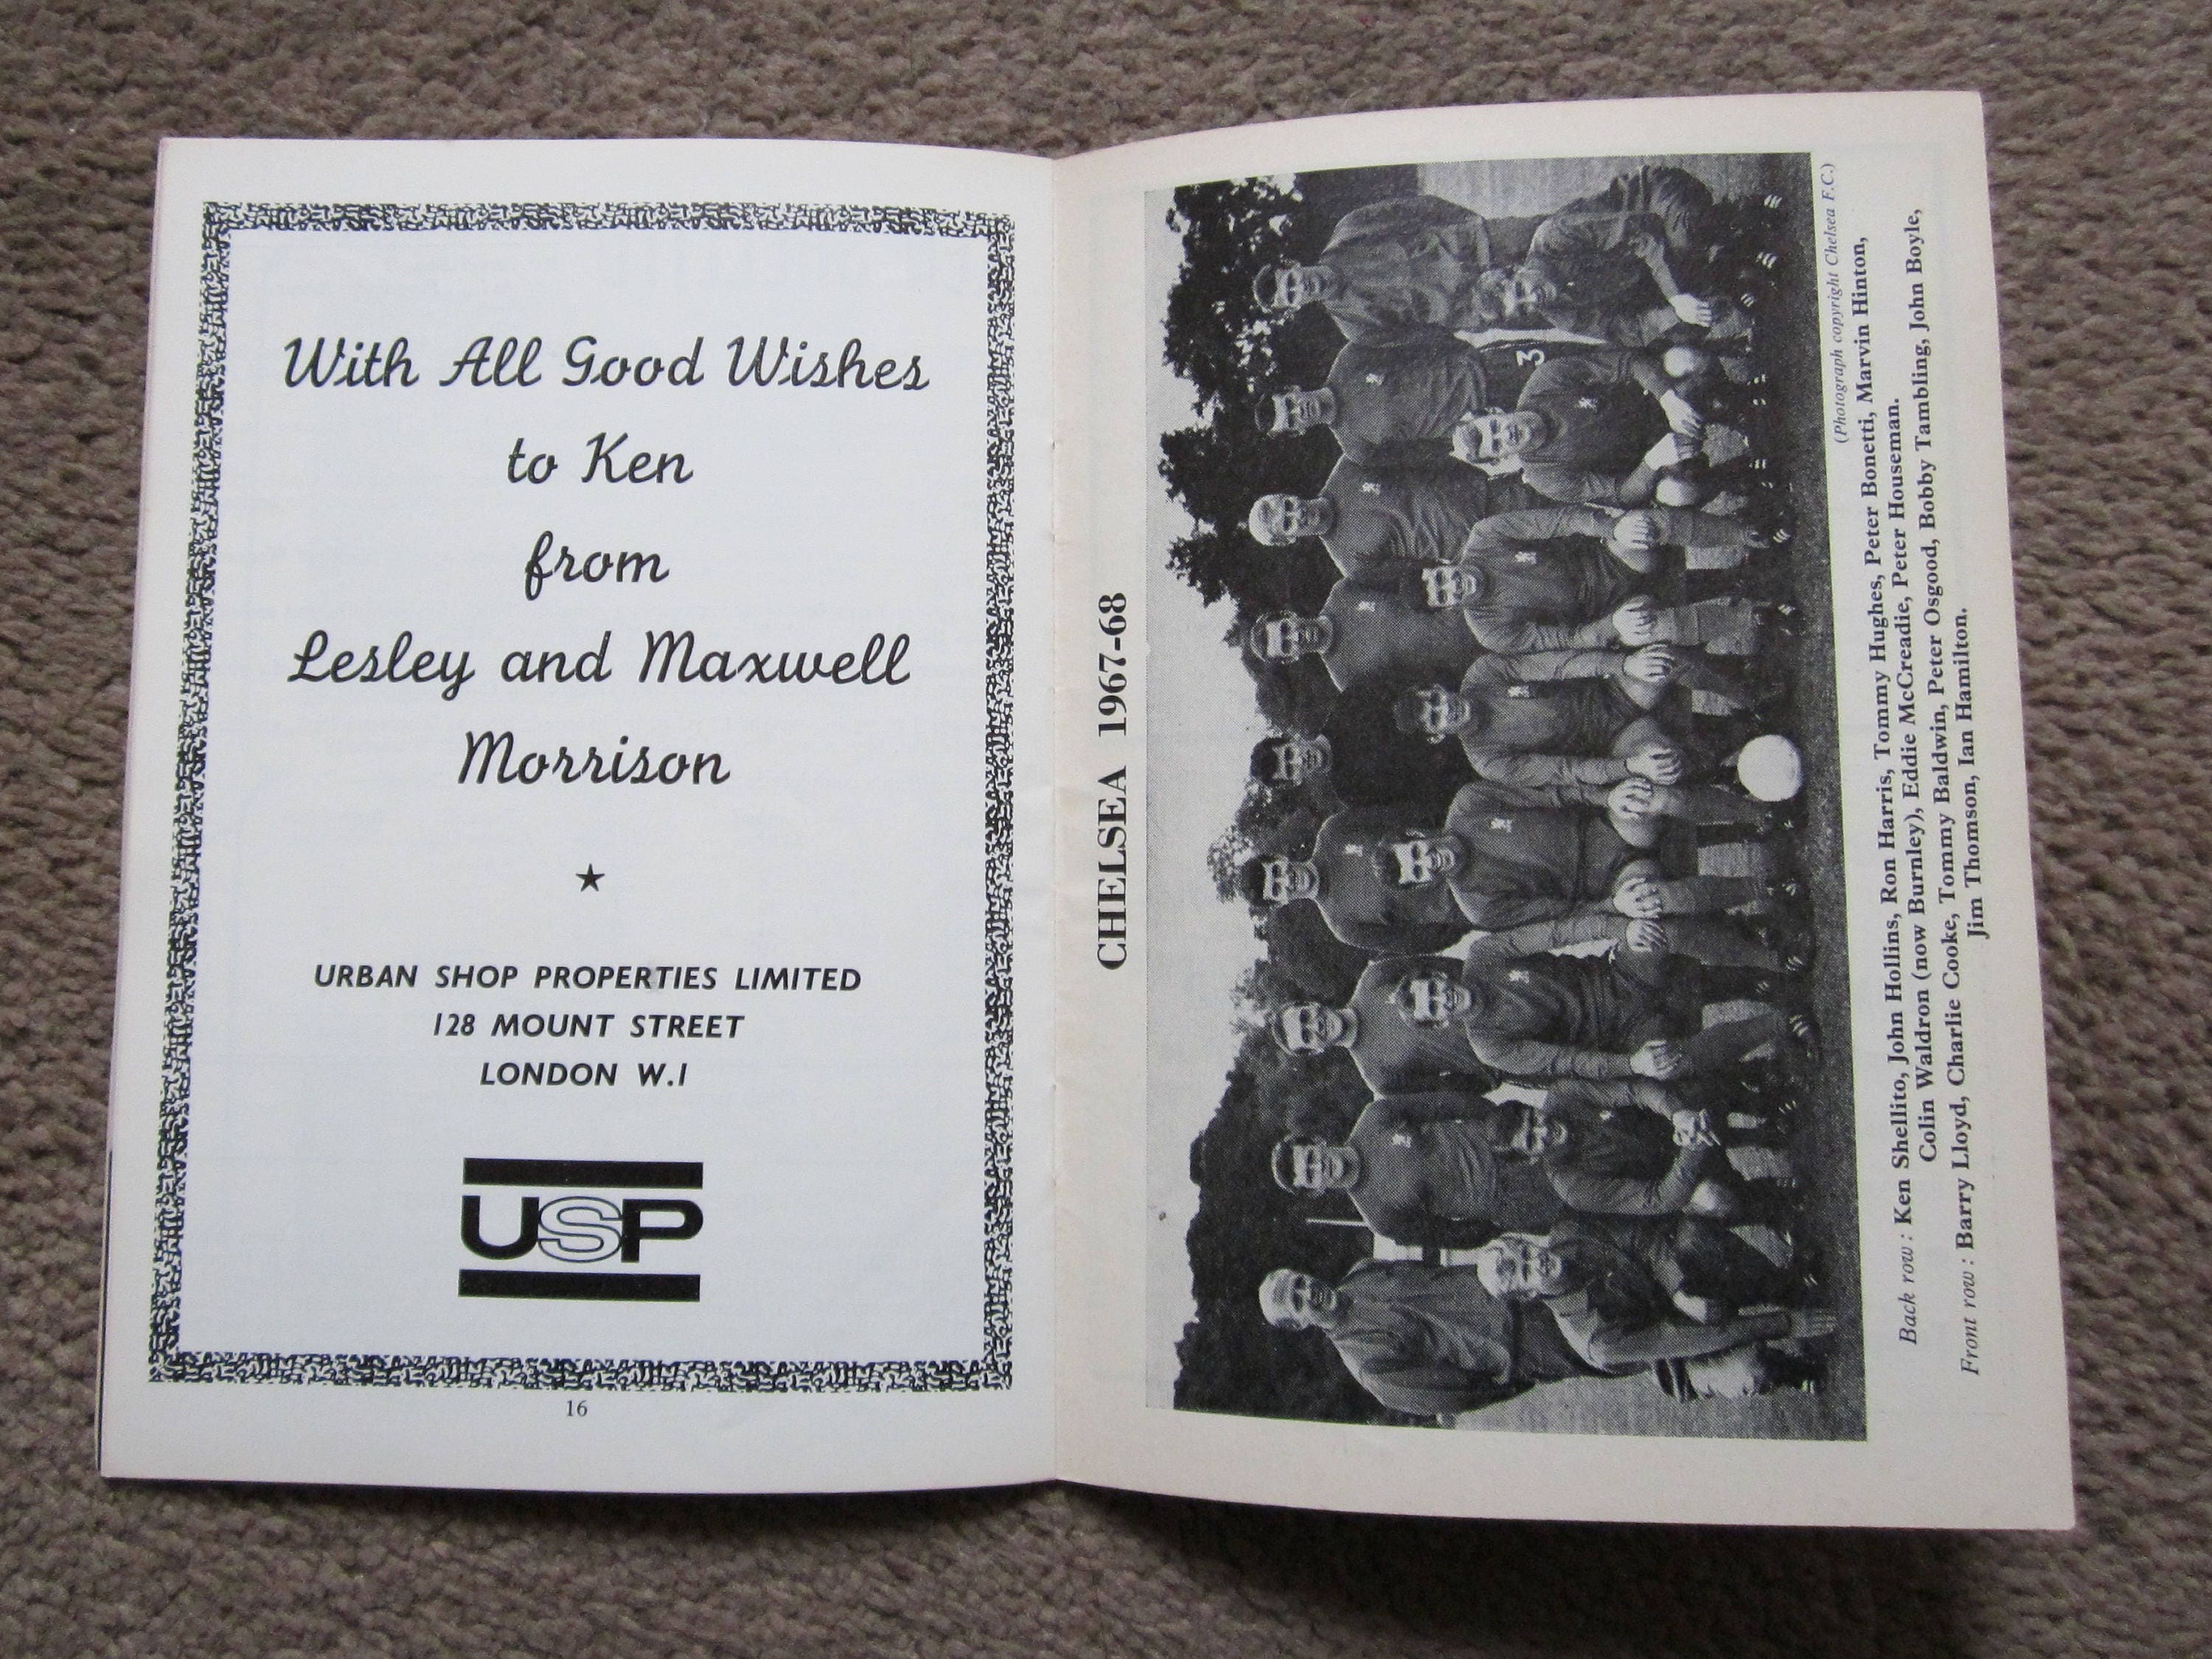 With All Good Wishes
to Ken
from
Lesley and Maxwell
Morrison
★
URBAN SHOP PROPERTIES LIMITED
128 MOUNT STREET
LONDON W.1
USP
16
CHELSEA 1967-68
3
(Photograph copyright Chelsea F.C.)
Back row: Ken Shellito, John Hollins, Ron Harris, Tommy Hughes, Peter Bonetti, Marvin Hinton,
Colin Waldron (now Burnley), Eddie McCreadie, Peter Houseman.
Front row: Barry Lloyd, Charlie Cooke, Tommy Baldwin, Peter Osgood, Bobby Tambling, John Boyle,
Jim Thomson, Ian Hamilton.